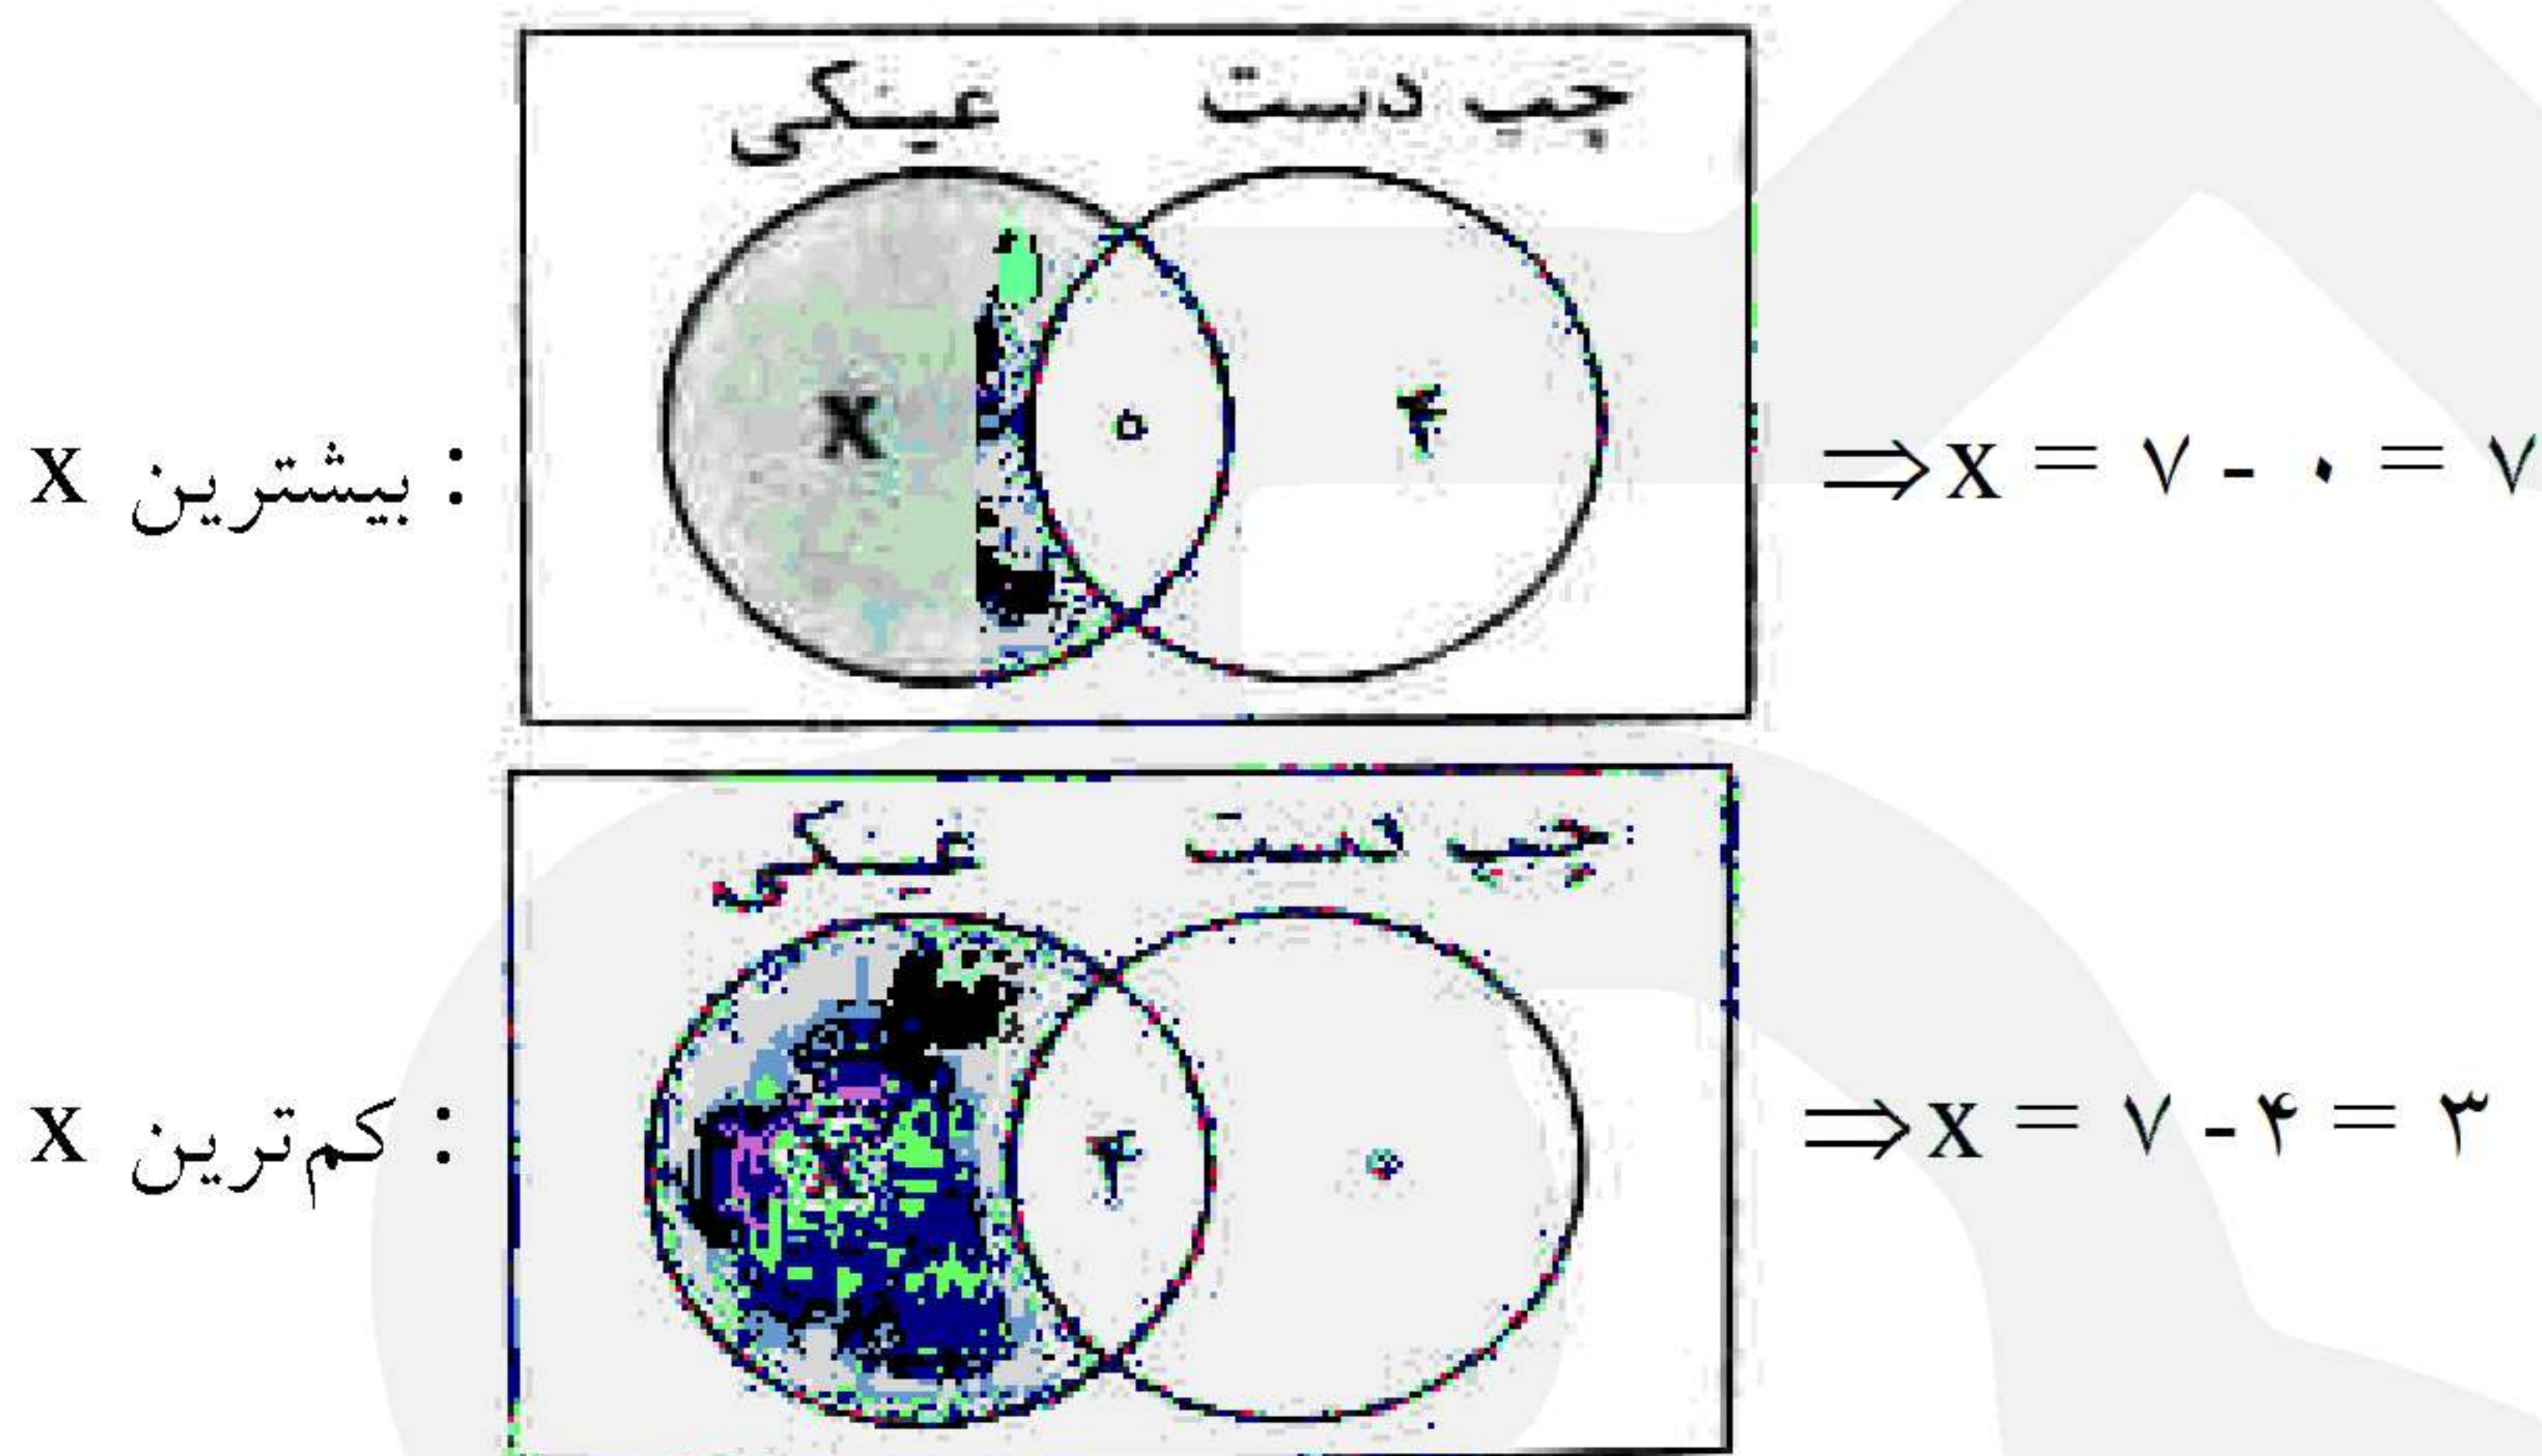 عینکی چپ دست
x ۰ ۴
بیشترین x : ⇒ x = ۷ - ۰ = ۷
عینکی چپ دست
x ۴ ۰
کم‌ترین x : ⇒ x = ۷ - ۴ = ۳